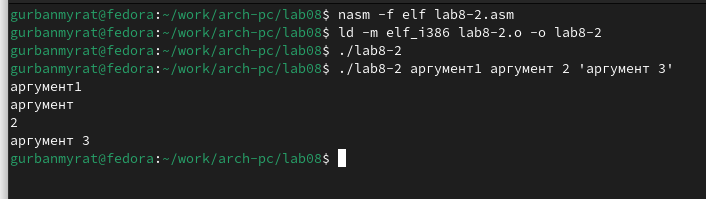 gurbanmyrat@fedora:~/work/arch-pc/lab08$ nasm -f elf lab8-2.asm
gurbanmyrat@fedora:~/work/arch-pc/lab08$ ld -m elf_i386 lab8-2.o -o lab8-2
gurbanmyrat@fedora:~/work/arch-pc/lab08$ ./lab8-2
gurbanmyrat@fedora:~/work/arch-pc/lab08$ ./lab8-2 аргумент1 аргумент 2 'аргумент 3'
аргумент1
аргумент
2
аргумент 3
gurbanmyrat@fedora:~/work/arch-pc/lab08$